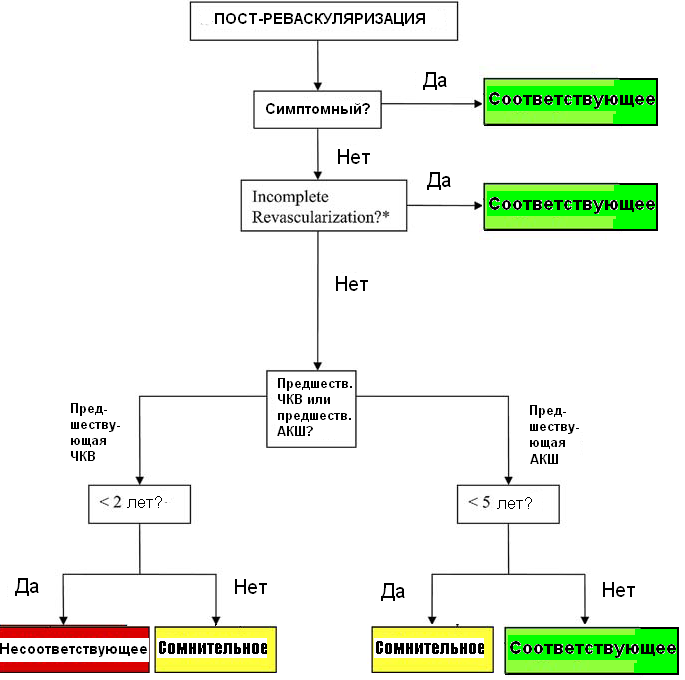 ПОСТ-РЕВАСКУЛЯРИЗАЦИЯ
Симптомный?
Да
Соответствующее
Нет
Incomplete
Revascularization?*
Да
Соответствующее
Нет
Предшеств.
ЧКВ или
предшеств.
АКШ?
Пред-
шеству-
ющая
ЧКВ
Пред-
шеству-
ющая
АКШ
< 2 лет?
< 5 лет?
Да
Нет
Да
Нет
Несоответствующее
Сомнительное
Сомнительное
Соответствующее